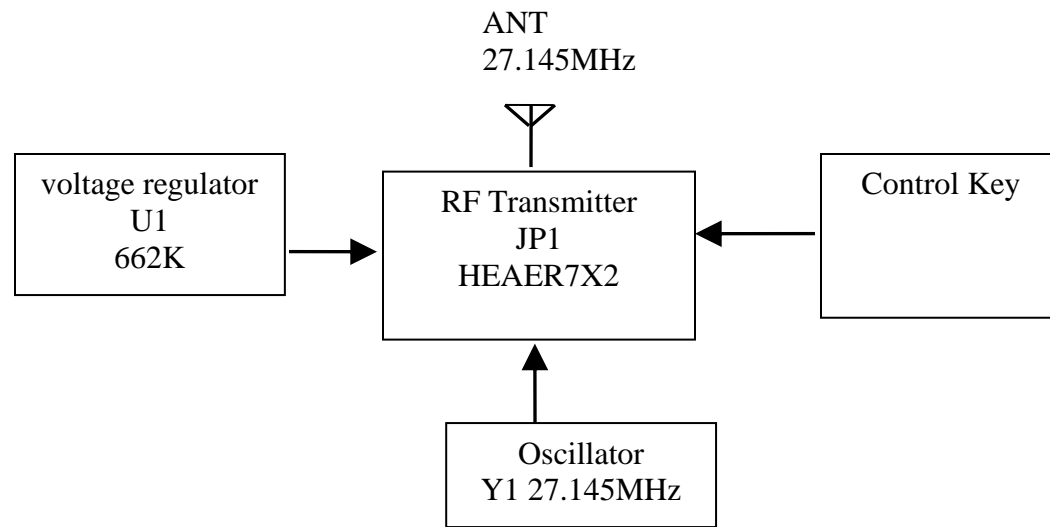 ANT
27.145MHz
voltage regulator
U1
662K
RF Transmitter
JP1
HEAER7X2
Control Key
Oscillator
Y1 27.145MHz